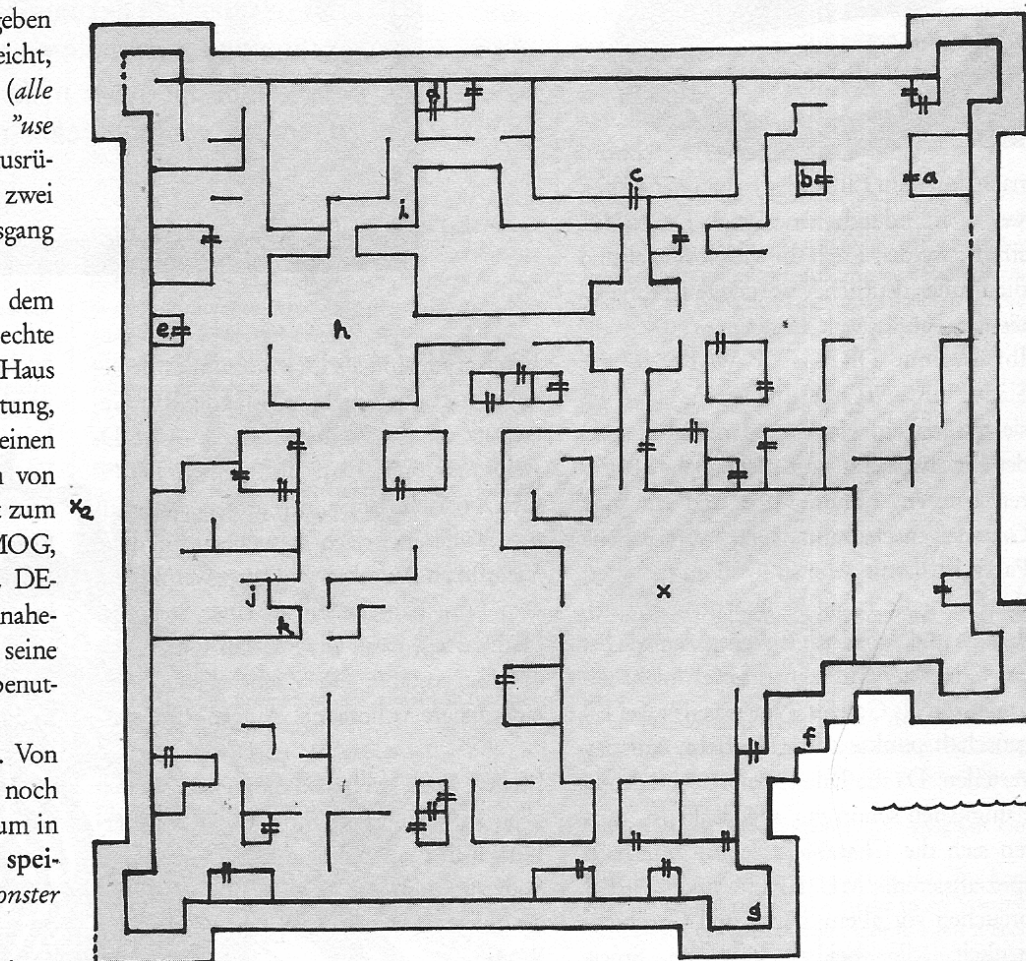 geben
eicht,
(alle
"use
usrü-
zwei
sgang
dem
echte
Haus
tung,
einen
von
zum
MOG,
DE-
nahe-
seine
benut-
. Von
noch
um in
spei-
onster
d
c
b
a
i
e
h
x2
x
j
k
f
g